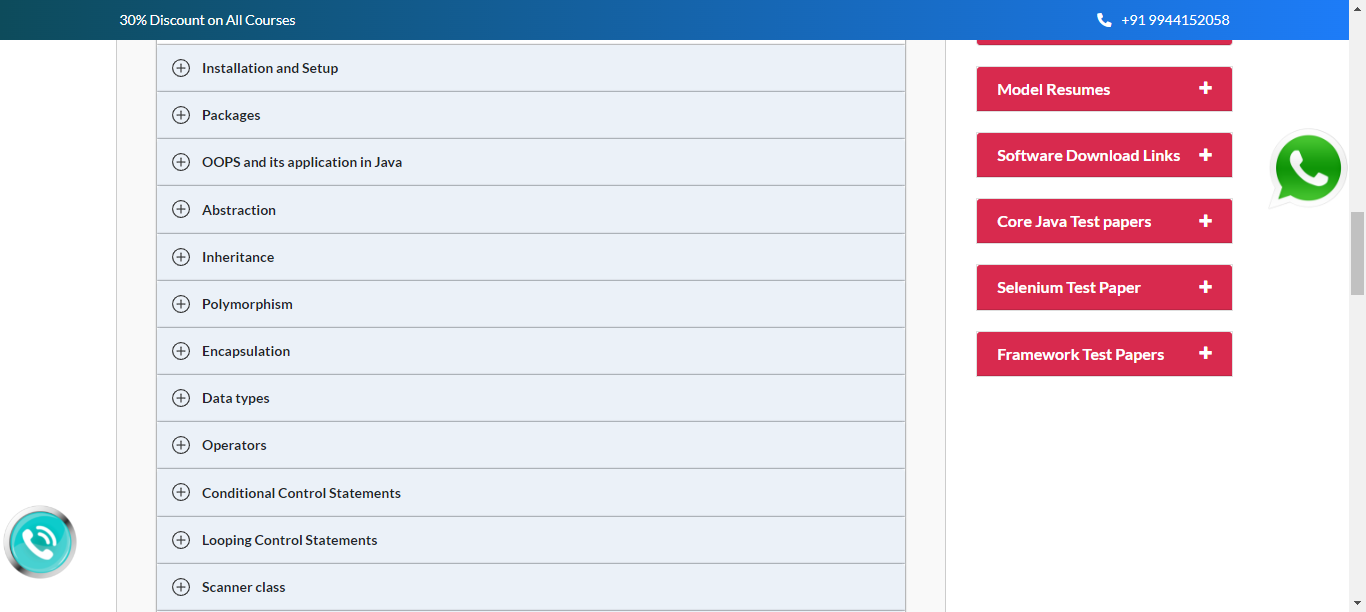 30% Discount on All Courses
+91 9944152058
Installation and Setup
Packages
OOPS and its application in Java
Abstraction
Inheritance
Polymorphism
Encapsulation
Data types
Operators
Conditional Control Statements
Looping Control Statements
Scanner class
Model Resumes
Software Download Links
Core Java Test papers
Selenium Test Paper
Framework Test Papers